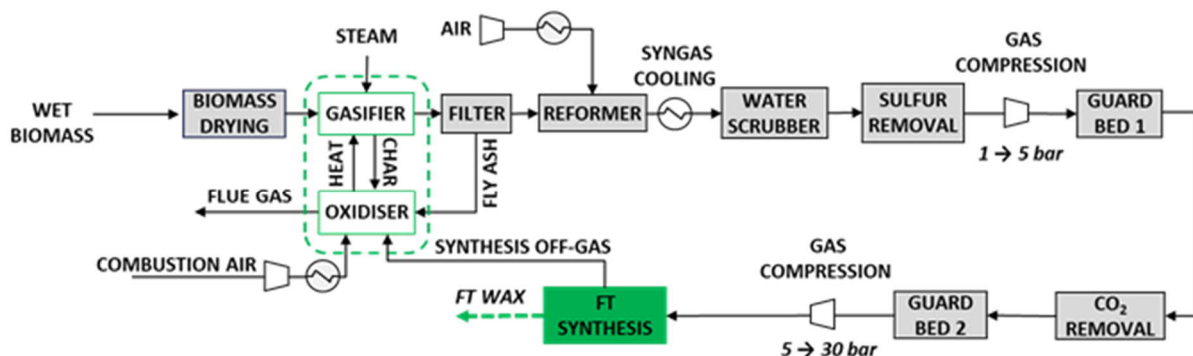 STEAM
AIR
SYNGAS
COOLING
GAS
COMPRESSION
WET
BIOMASS
BIOMASS
DRYING
GASIFIER
FILTER
REFORMER
WATER
SCRUBBER
SULFUR
REMOVAL
1 → 5 bar
GUARD
BED 1
HEAT
CHAR
FLY ASH
FLUE GAS
OXIDISER
COMBUSTION AIR
SYNTHESIS OFF-GAS
FT WAX
FT
SYNTHESIS
GAS
COMPRESSION
5 → 30 bar
GUARD
BED 2
CO₂
REMOVAL